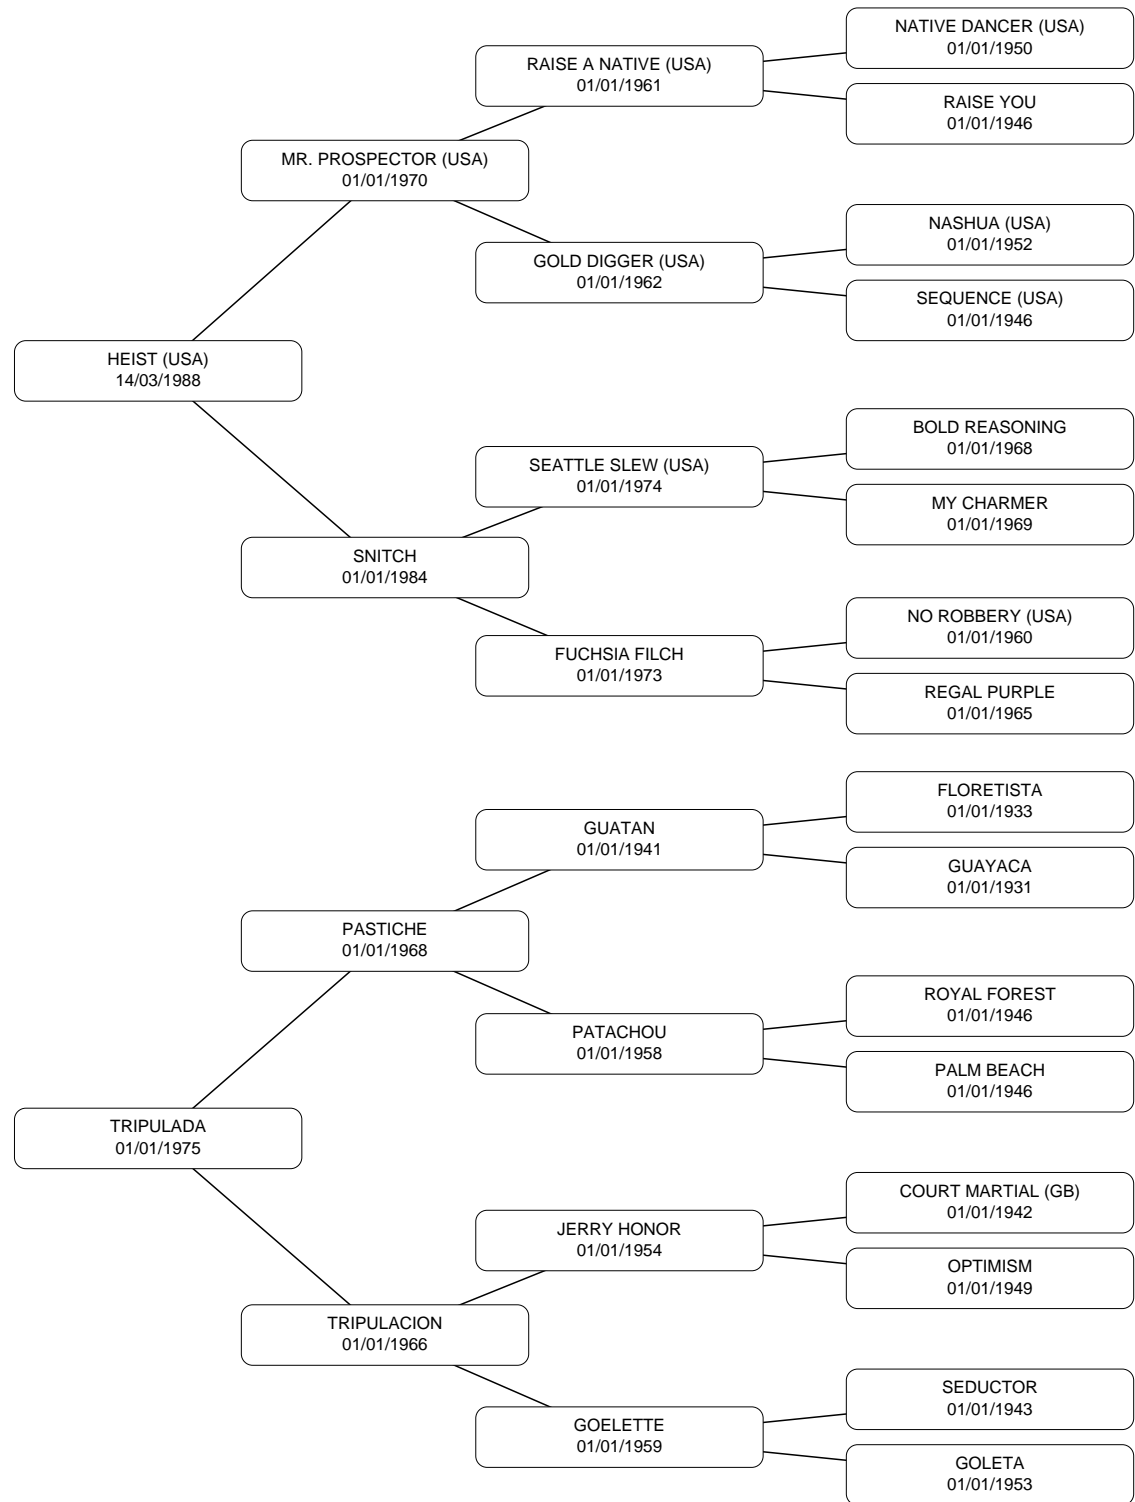 NATIVE DANCER (USA)
01/01/1950
RAISE A NATIVE (USA)
01/01/1961
RAISE YOU
01/01/1946
MR. PROSPECTOR (USA)
01/01/1970
NASHUA (USA)
01/01/1952
GOLD DIGGER (USA)
01/01/1962
SEQUENCE (USA)
01/01/1946
HEIST (USA)
14/03/1988
BOLD REASONING
01/01/1968
SEATTLE SLEW (USA)
01/01/1974
MY CHARMER
01/01/1969
SNITCH
01/01/1984
NO ROBBERY (USA)
01/01/1960
FUCHSIA FILCH
01/01/1973
REGAL PURPLE
01/01/1965
FLORETISTA
01/01/1933
GUATAN
01/01/1941
GUAYACA
01/01/1931
PASTICHE
01/01/1968
ROYAL FOREST
01/01/1946
PATACHOU
01/01/1958
PALM BEACH
01/01/1946
TRIPULADA
01/01/1975
COURT MARTIAL (GB)
01/01/1942
JERRY HONOR
01/01/1954
OPTIMISM
01/01/1949
TRIPULACION
01/01/1966
SEDUCTOR
01/01/1943
GOELETTE
01/01/1959
GOLETA
01/01/1953